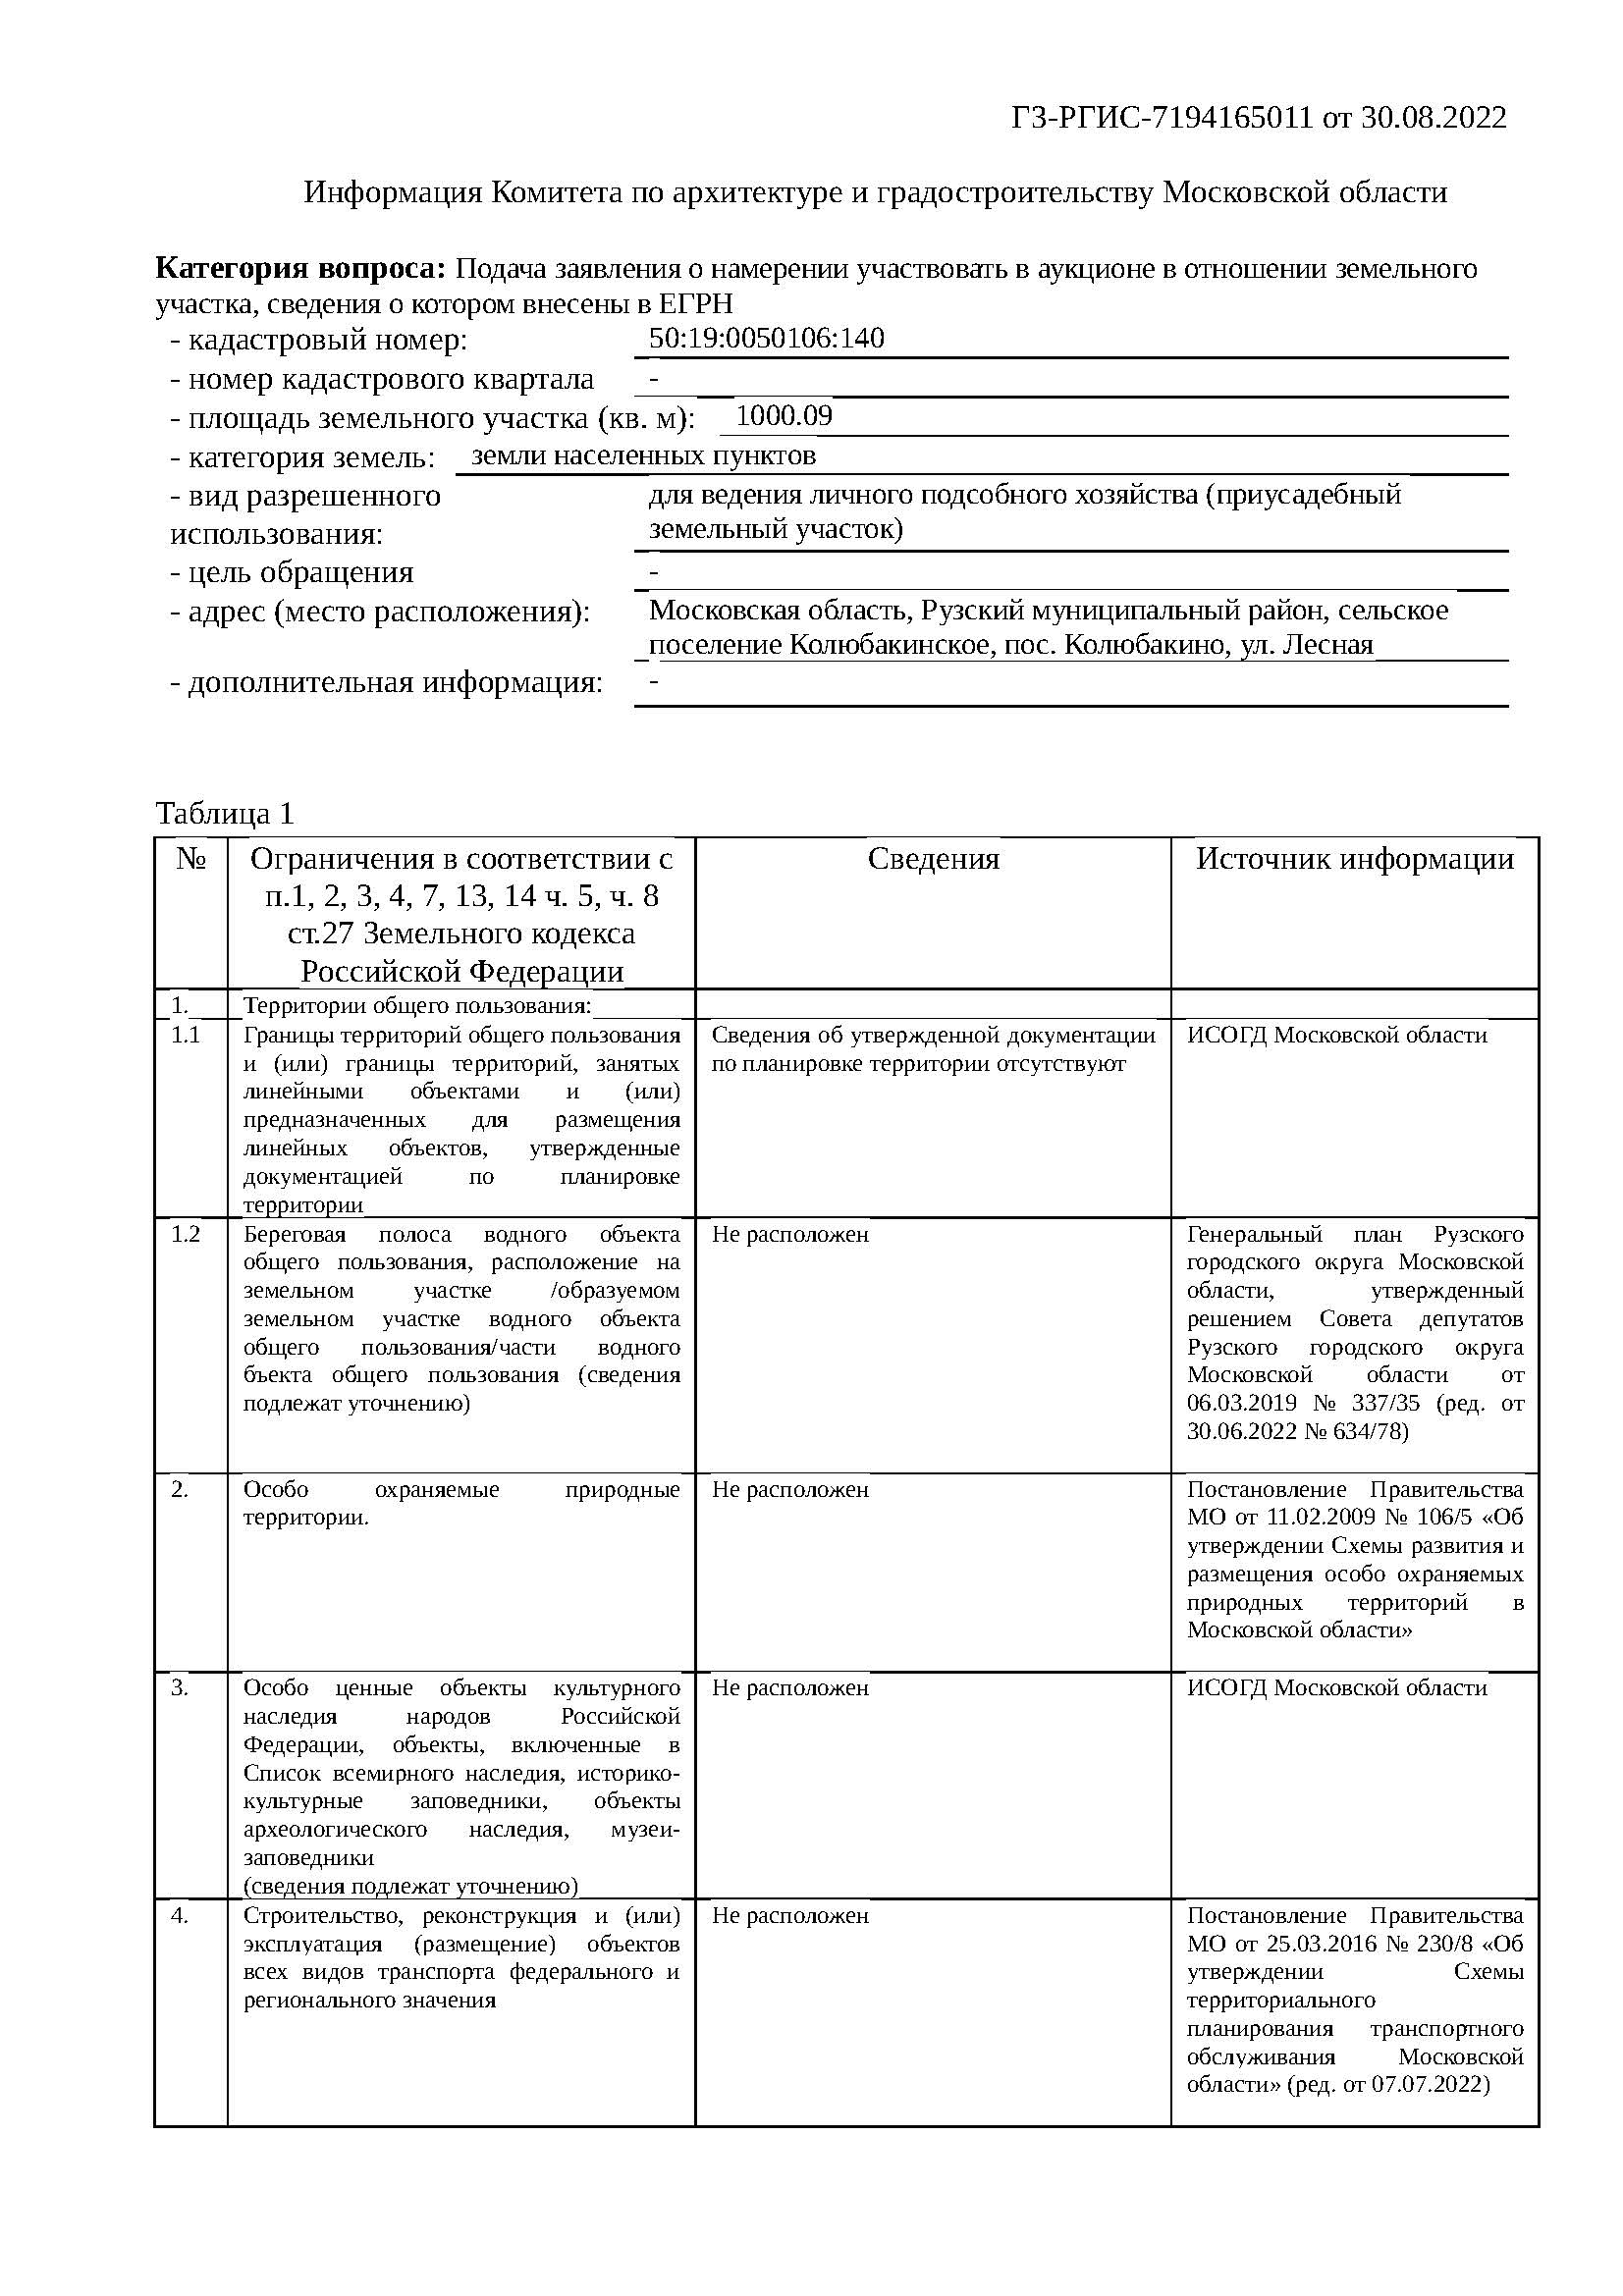 ГЗ-РГИС-7194165011 от 30.08.2022
Информация Комитета по архитектуре и градостроительству Московской области
Категория вопроса: Подача заявления о намерении участвовать в аукционе в отношении земельного
участка, сведения о котором внесены в ЕГРН
- кадастровый номер: 50:19:0050106:140
- номер кадастрового квартала -
- площадь земельного участка (кв. м): 1000.09
- категория земель: земли населенных пунктов
- вид разрешенного
использования:
для ведения личного подсобного хозяйства (приусадебный
земельный участок)
- цель обращения -
- адрес (место расположения): Московская область, Рузский муниципальный район, сельское
поселение Колюбакинское, пос. Колюбакино, ул. Лесная
- дополнительная информация: -
Таблица 1
№
Ограничения в соответствии с
п.1, 2, 3, 4, 7, 13, 14 ч. 5, ч. 8
ст.27 Земельного кодекса
Российской Федерации
Сведения
Источник информации
1.
Территории общего пользования:
1.1
Границы территорий общего пользования
и (или) границы территорий, занятых
линейными объектами и (или)
предназначенных для размещения
линейных объектов, утвержденные
документацией по планировке
территории
Сведения об утвержденной документации
по планировке территории отсутствуют
ИСОГД Московской области
1.2
Береговая полоса водного объекта
общего пользования, расположение на
земельном участке /образуемом
земельном участке водного объекта
общего пользования/части водного
бъекта общего пользования (сведения
подлежат уточнению)
Не расположен
Генеральный план Рузского
городского округа Московской
области, утвержденный
решением Совета депутатов
Рузского городского округа
Московской области от
06.03.2019 № 337/35 (ред. от
30.06.2022 № 634/78)
2.
Особо охраняемые природные
территории.
Не расположен
Постановление Правительства
МО от 11.02.2009 № 106/5 «Об
утверждении Схемы развития и
размещения особо охраняемых
природных территорий в
Московской области»
3.
Особо ценные объекты культурного
наследия народов Российской
Федерации, объекты, включенные в
Список всемирного наследия, историко-
культурные заповедники, объекты
археологического наследия, музеи-
заповедники
(сведения подлежат уточнению)
Не расположен
ИСОГД Московской области
4.
Строительство, реконструкция и (или)
эксплуатация (размещение) объектов
всех видов транспорта федерального и
регионального значения
Не расположен
Постановление Правительства
МО от 25.03.2016 № 230/8 «Об
утверждении Схемы
территориального
планирования транспортного
обслуживания Московской
области» (ред. от 07.07.2022)